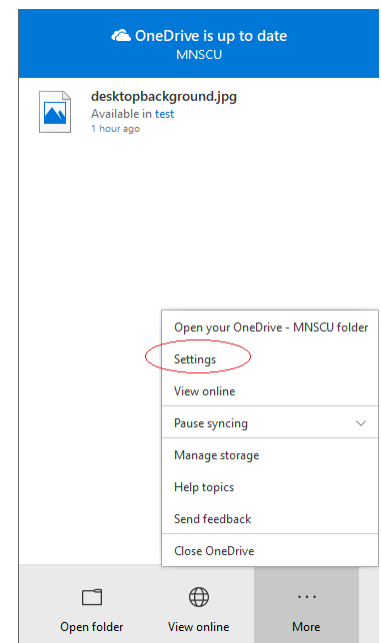 OneDrive is up to date
MNSCU
desktopbackground.jpg
Available in test
1 hour ago
Open your OneDrive - MNSCU folder
Settings
View online
Pause syncing
Manage storage
Help topics
Send feedback
Close OneDrive
Open folder
View online
More